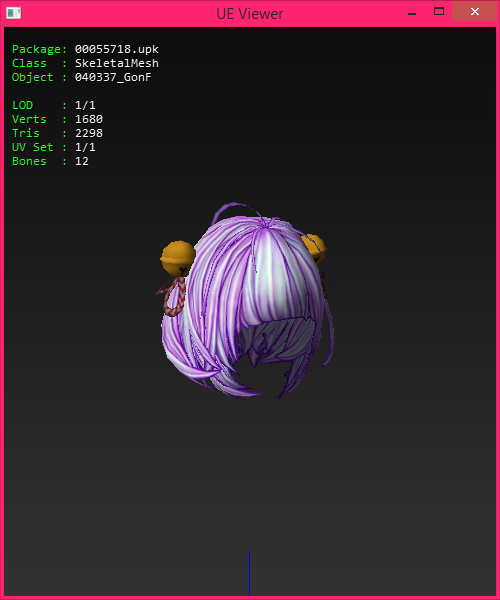 UE Viewer
Package: 00055718.upk
Class : SkeletalMesh
Object : 040337_GonF
LOD : 1/1
Verts : 1680
Tris : 2298
UV Set : 1/1
Bones : 12